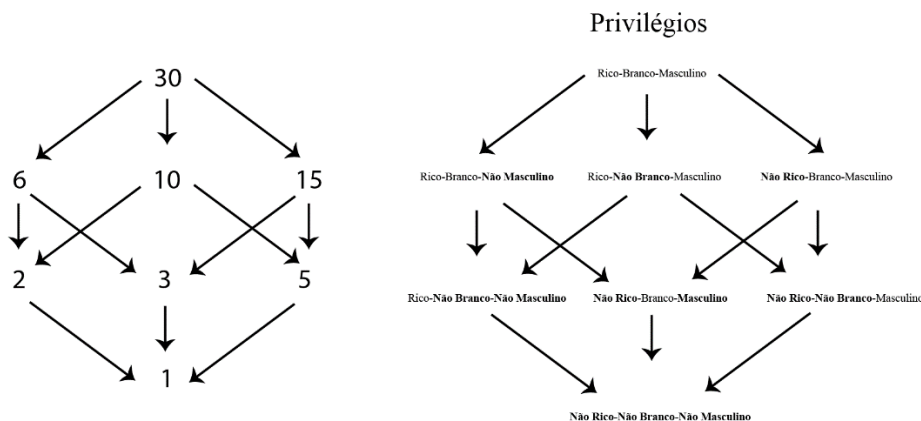 Privilégios
30
6 10 15
2 3 5
1
Rico-Branco-Masculino
Rico-Branco-Não Masculino Rico-Não Branco-Masculino Não Rico-Branco-Masculino
Rico-Não Branco-Não Masculino Não Rico-Branco-Masculino Não Rico-Não Branco-Masculino
Não Rico-Não Branco-Não Masculino